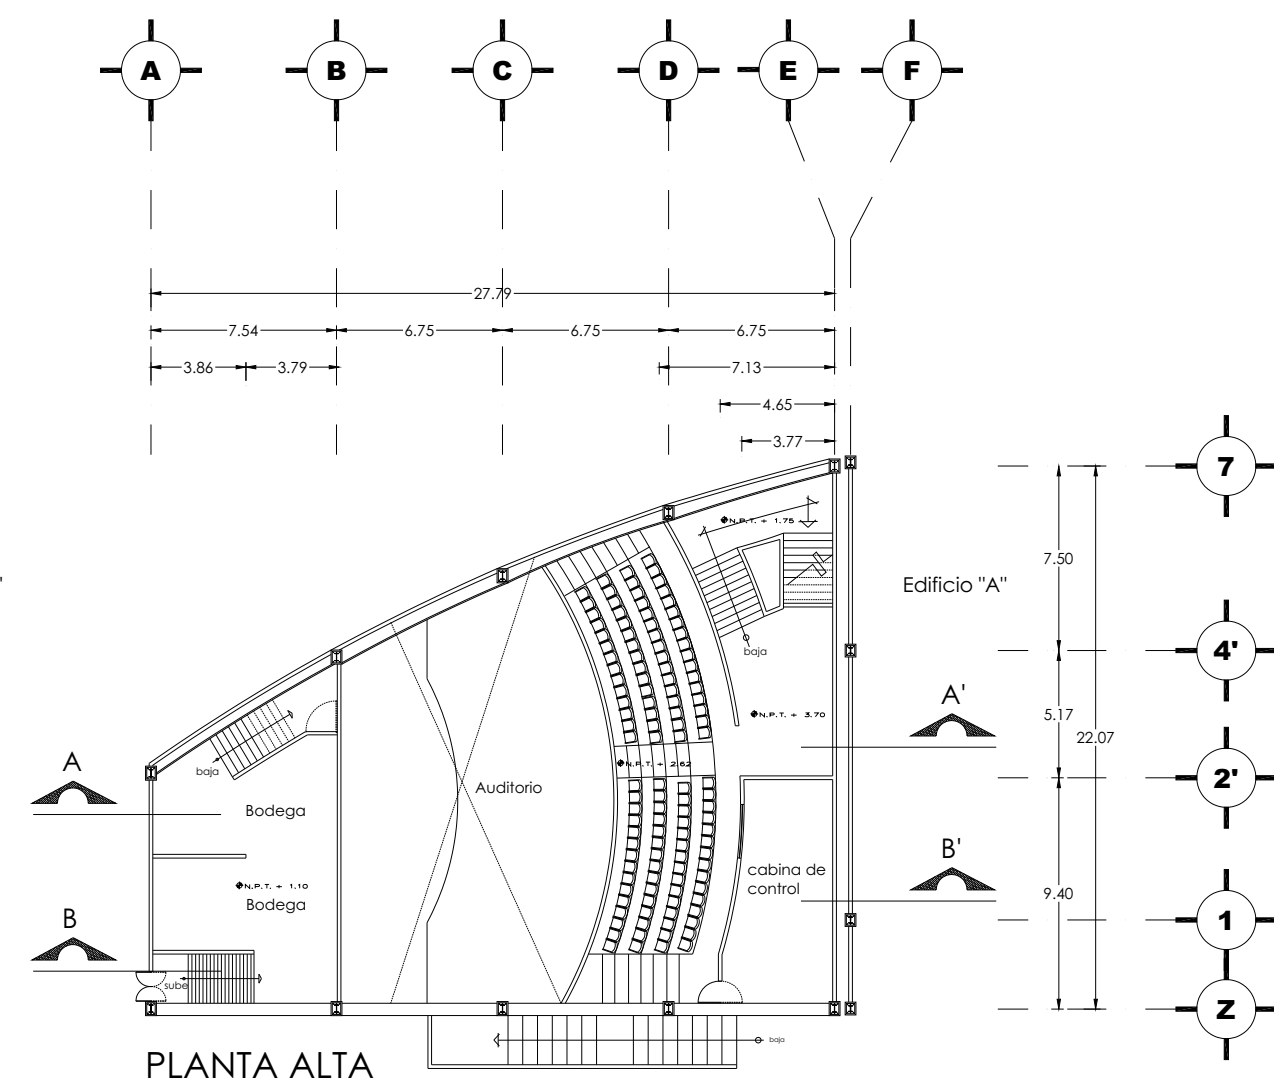 A B C D E F
27.79
7.54 6.75 6.75 6.75
3.86 3.79 7.13
4.65
3.77
7
N.P.T. + 1.75
7.50
Edificio "A"
4'
baja
A'
N.P.T. + 3.70
5.17
22.07
A
baja
N.P.T. + 2.62
2'
Auditorio
Bodega
B'
cabina de
control
N.P.T. + 1.10
9.40
Bodega
B
1
sube
Z
baja
PLANTA ALTA